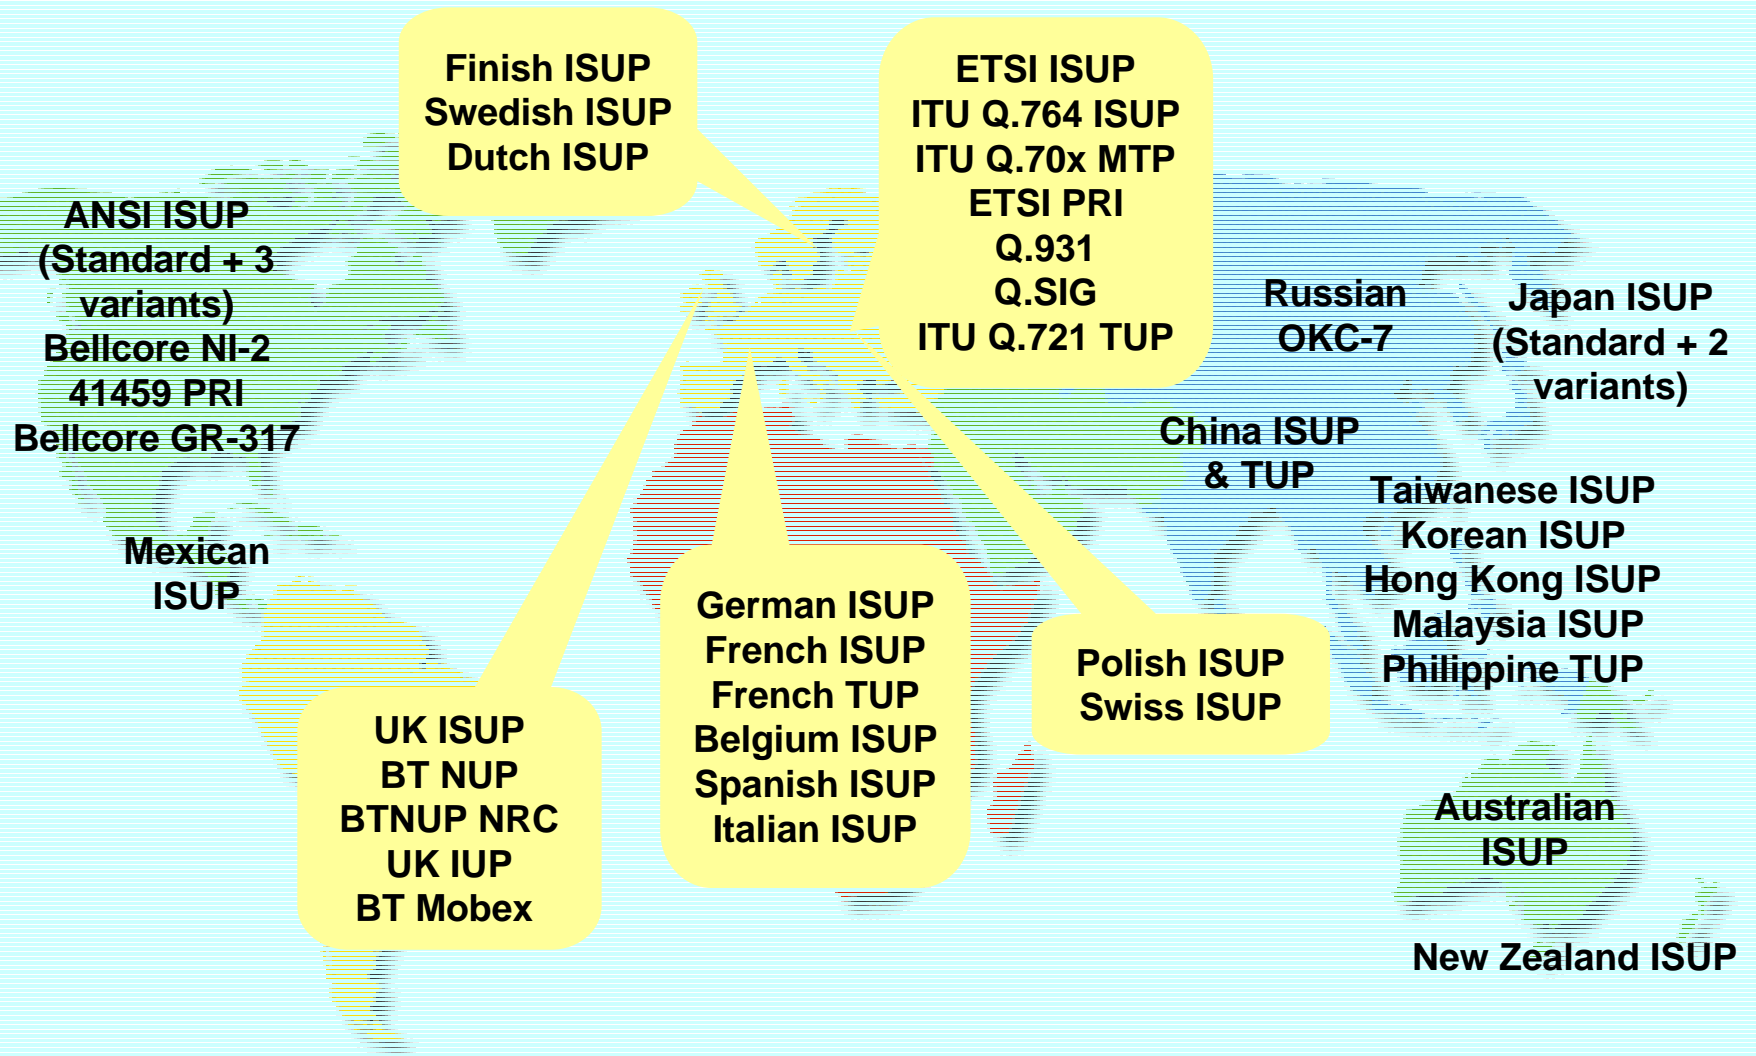 Finish ISUP
Swedish ISUP
Dutch ISUP
ETSI ISUP
ITU Q.764 ISUP
ITU Q.70x MTP
ETSI PRI
Q.931
Q.SIG
ITU Q.721 TUP
ANSI ISUP
(Standard + 3
variants)
Bellcore NI-2
41459 PRI
Bellcore GR-317
Russian
OKC-7
Japan ISUP
(Standard + 2
variants)
China ISUP
& TUP
Taiwanese ISUP
Korean ISUP
Hong Kong ISUP
Malaysia ISUP
Philippine TUP
Mexican
ISUP
German ISUP
French ISUP
French TUP
Belgium ISUP
Spanish ISUP
Italian ISUP
Polish ISUP
Swiss ISUP
UK ISUP
BT NUP
BTNUP NRC
UK IUP
BT Mobex
Australian
ISUP
New Zealand ISUP